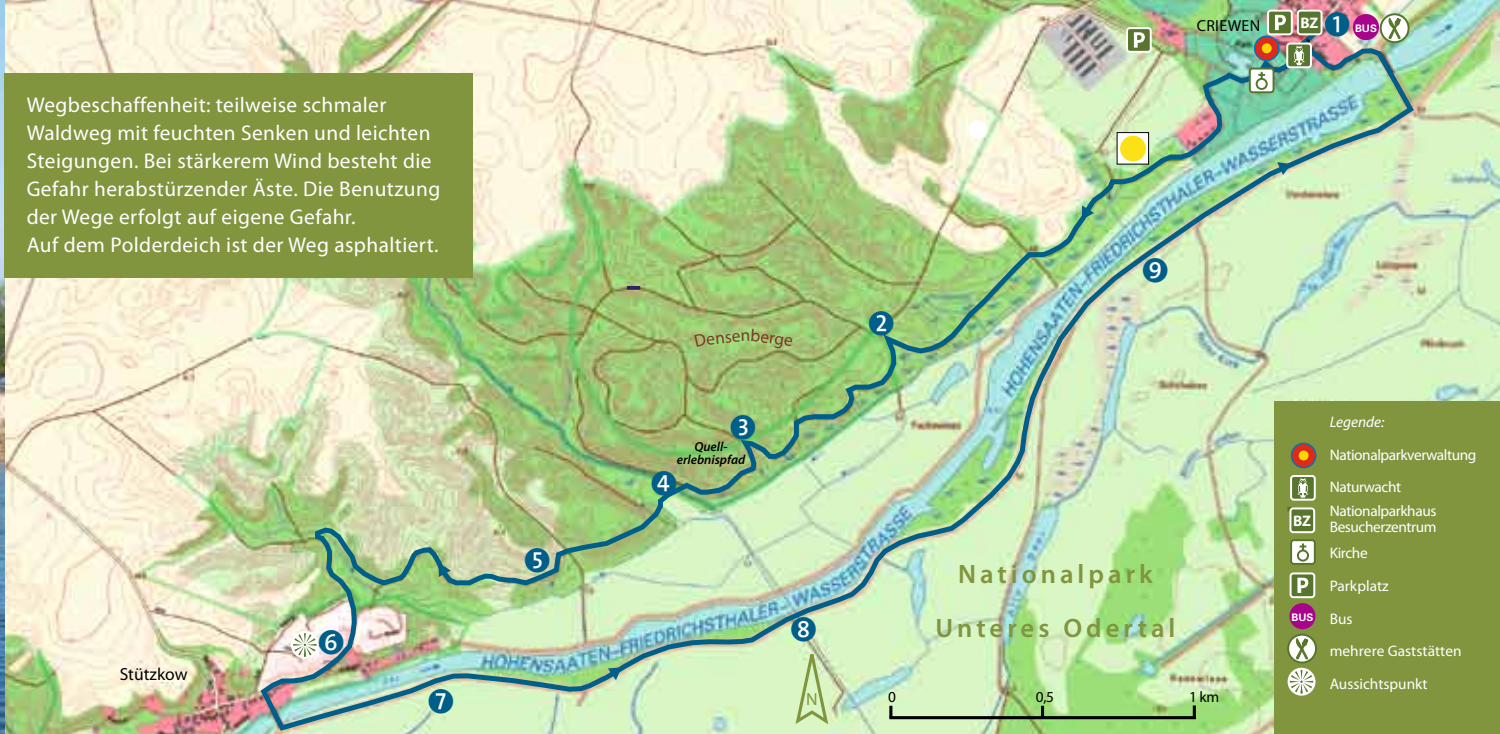 Wegbeschaffenheit: teilweise schmaler
Waldweg mit feuchten Senken und leichten
Steigungen. Bei stärkerem Wind besteht die
Gefahr herabstürzender Äste. Die Benutzung
der Wege erfolgt auf eigene Gefahr.
Auf dem Polderdeich ist der Weg asphaltiert.
CRIEWEN P BZ 1 BUS
P
HOHENSAATEN-FRIEDRICHSTHALER-WASSERSTRASSE
9
2
Densenberge
3
Quell-
erlebnispfad
4
5
HOHENSAATEN-FRIEDRICHSTHALER-WASSERSTRASSE
Nationalpark
Unteres Odertal
8
6
Stützkow
7
N
0 0,5 1 km
Legende:
Nationalparkverwaltung
Naturwacht
BZ Nationalparkhaus
Besucherzentrum
Kirche
P Parkplatz
BUS Bus
mehrere Gaststätten
Aussichtspunkt